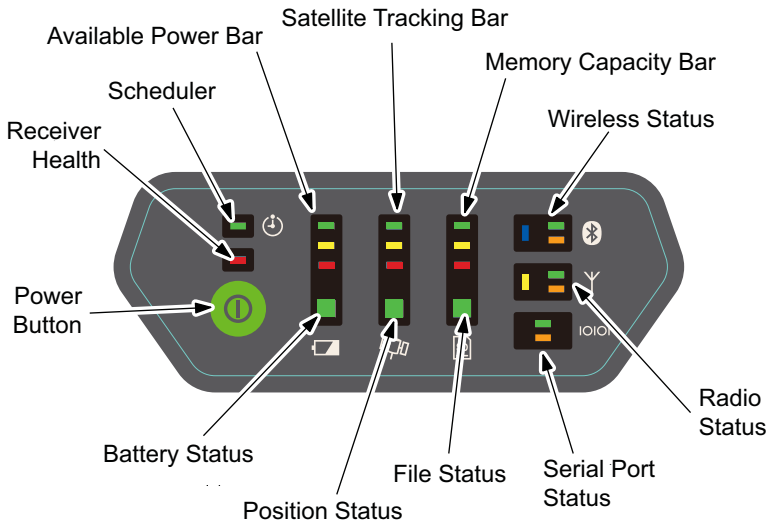 Satellite Tracking Bar
Available Power Bar
Memory Capacity Bar
Scheduler
Wireless Status
Receiver
Health
Power
Button
IOIOI
Radio
Status
Battery Status
File Status
Serial Port
Status
Position Status